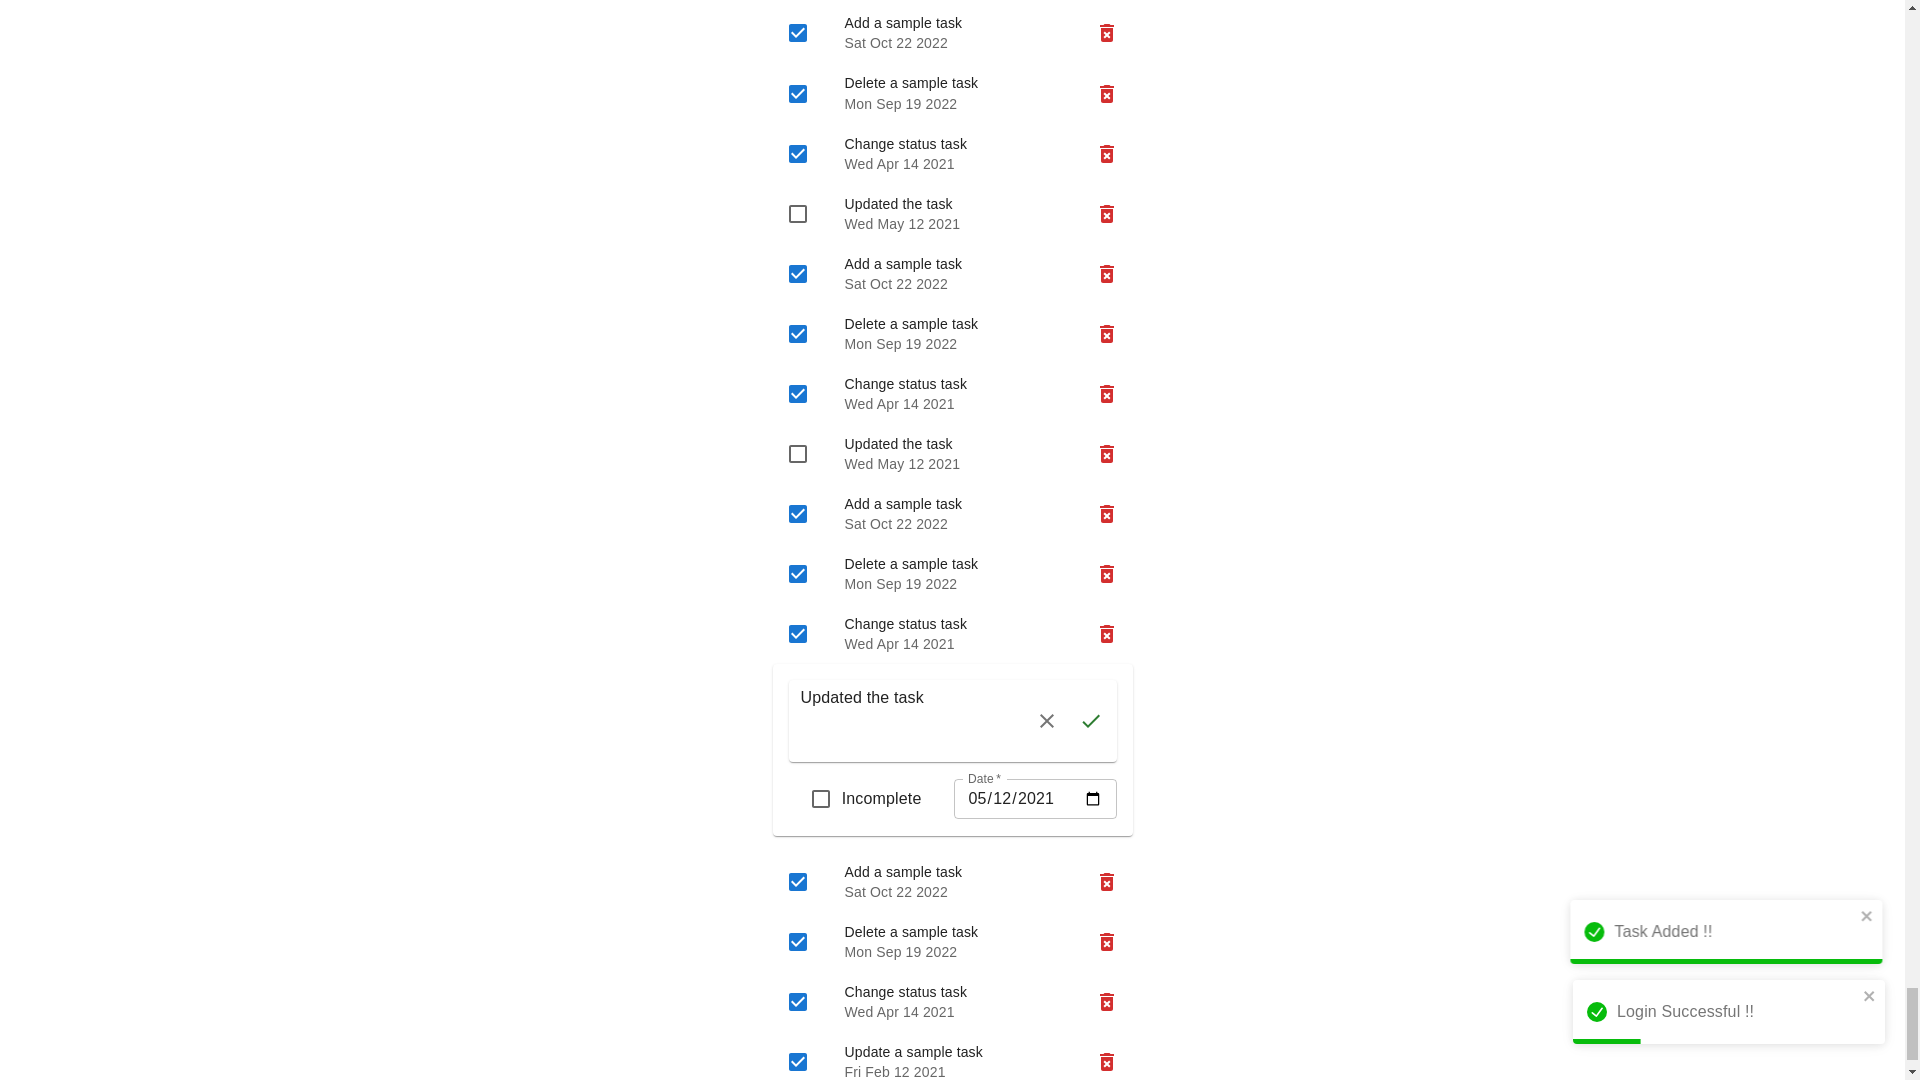 Add a sample task
Sat Oct 22 2022
Delete a sample task
Mon Sep 19 2022
Change status task
Wed Apr 14 2021
Updated the task
Wed May 12 2021
Add a sample task
Sat Oct 22 2022
Delete a sample task
Mon Sep 19 2022
Change status task
Wed Apr 14 2021
Updated the task
Wed May 12 2021
Add a sample task
Sat Oct 22 2022
Delete a sample task
Mon Sep 19 2022
Change status task
Wed Apr 14 2021
Updated the task
Date *
Incomplete
05/12/2021
Add a sample task
Sat Oct 22 2022
Delete a sample task
Mon Sep 19 2022
Change status task
Wed Apr 14 2021
Update a sample task
Fri Feb 12 2021
Task Added !!
Login Successful !!